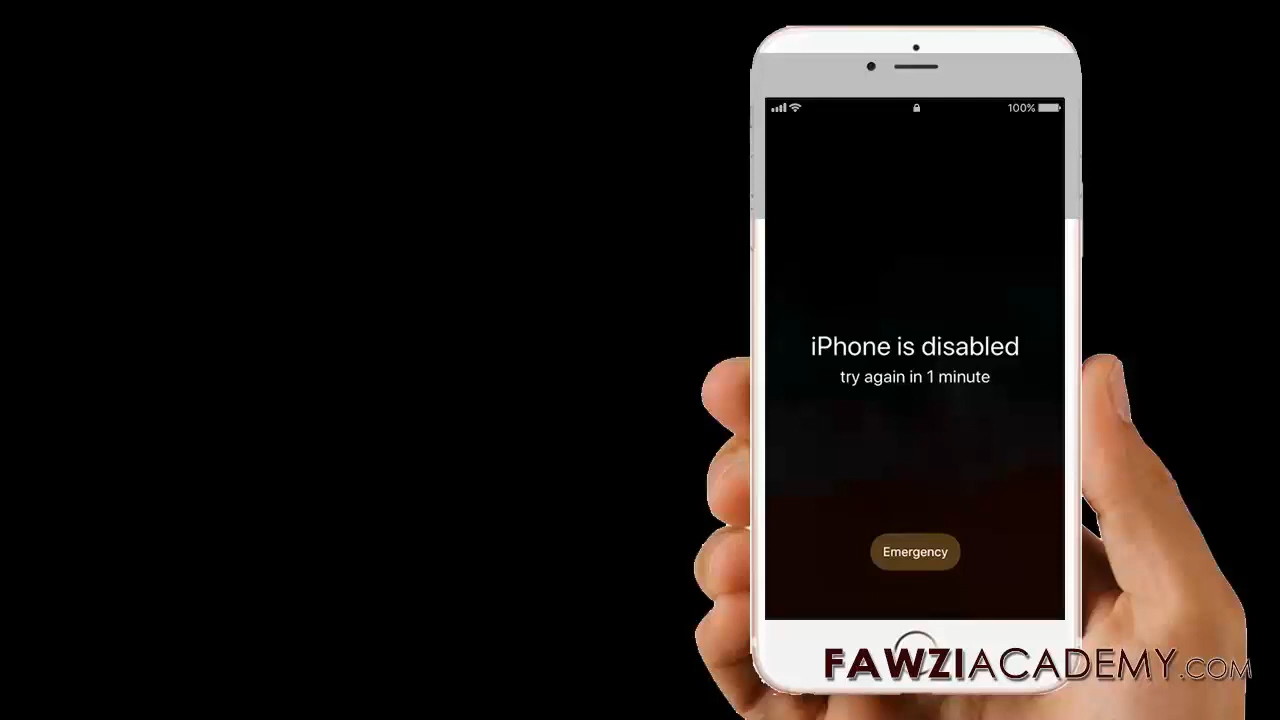 100%
iPhone is disabled
try again in 1 minute
Emergency
FAWZIACADEMY.COM